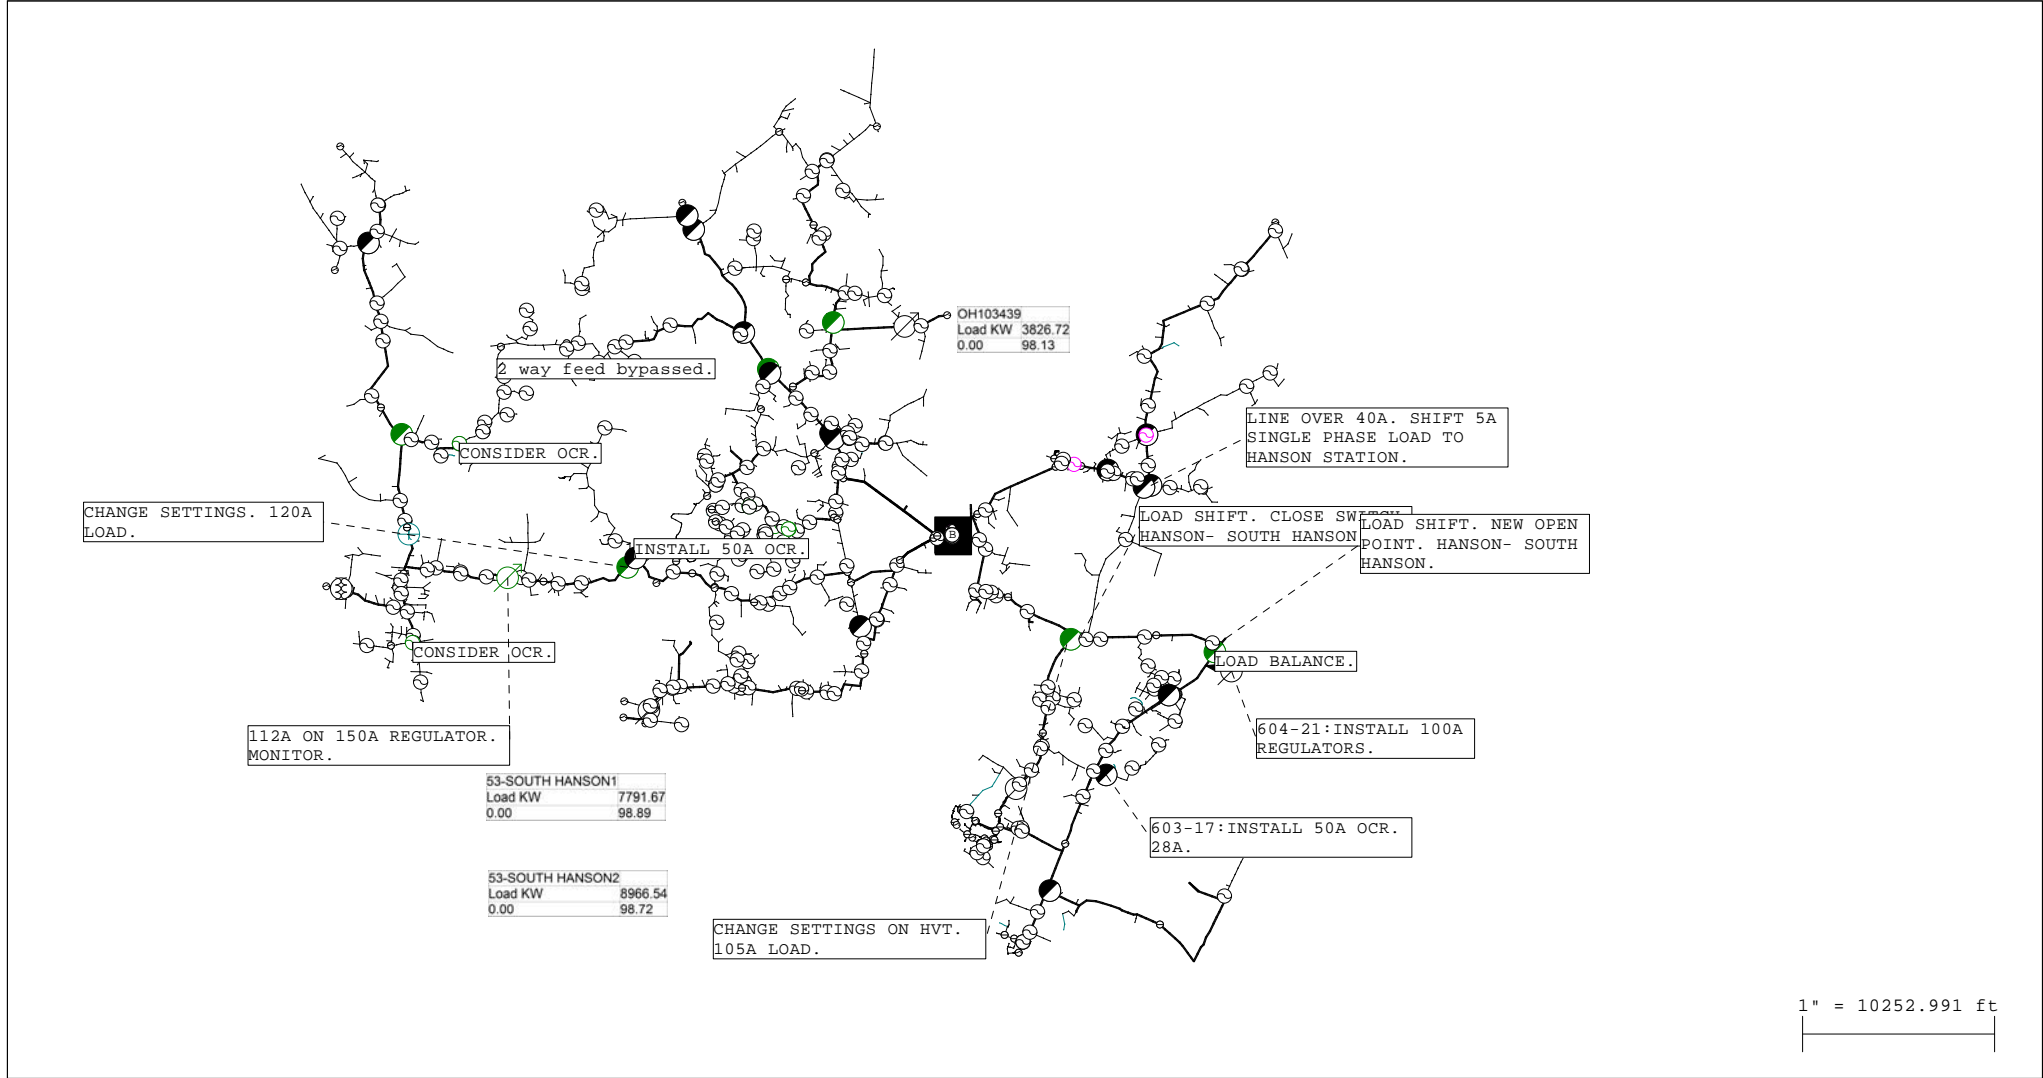 OH103439
Load KW 3826.72
0.00 98.13
2 way feed bypassed.
LINE OVER 40A. SHIFT 5A
SINGLE PHASE LOAD TO
HANSON STATION.
CONSIDER OCR.
CHANGE SETTINGS. 120A
LOAD.
LOAD SHIFT. CLOSE SWITCH
HANSON- SOUTH HANSON
LOAD SHIFT. NEW OPEN
POINT. HANSON- SOUTH
HANSON.
B
INSTALL 50A OCR.
CONSIDER OCR.
LOAD BALANCE.
112A ON 150A REGULATOR.
MONITOR.
604-21:INSTALL 100A
REGULATORS.
53-SOUTH HANSON1
Load KW 7791.67
0.00 98.89
603-17:INSTALL 50A OCR.
28A.
53-SOUTH HANSON2
Load KW 8966.54
0.00 98.72
CHANGE SETTINGS ON HVT.
105A LOAD.
1" = 10252.991 ft